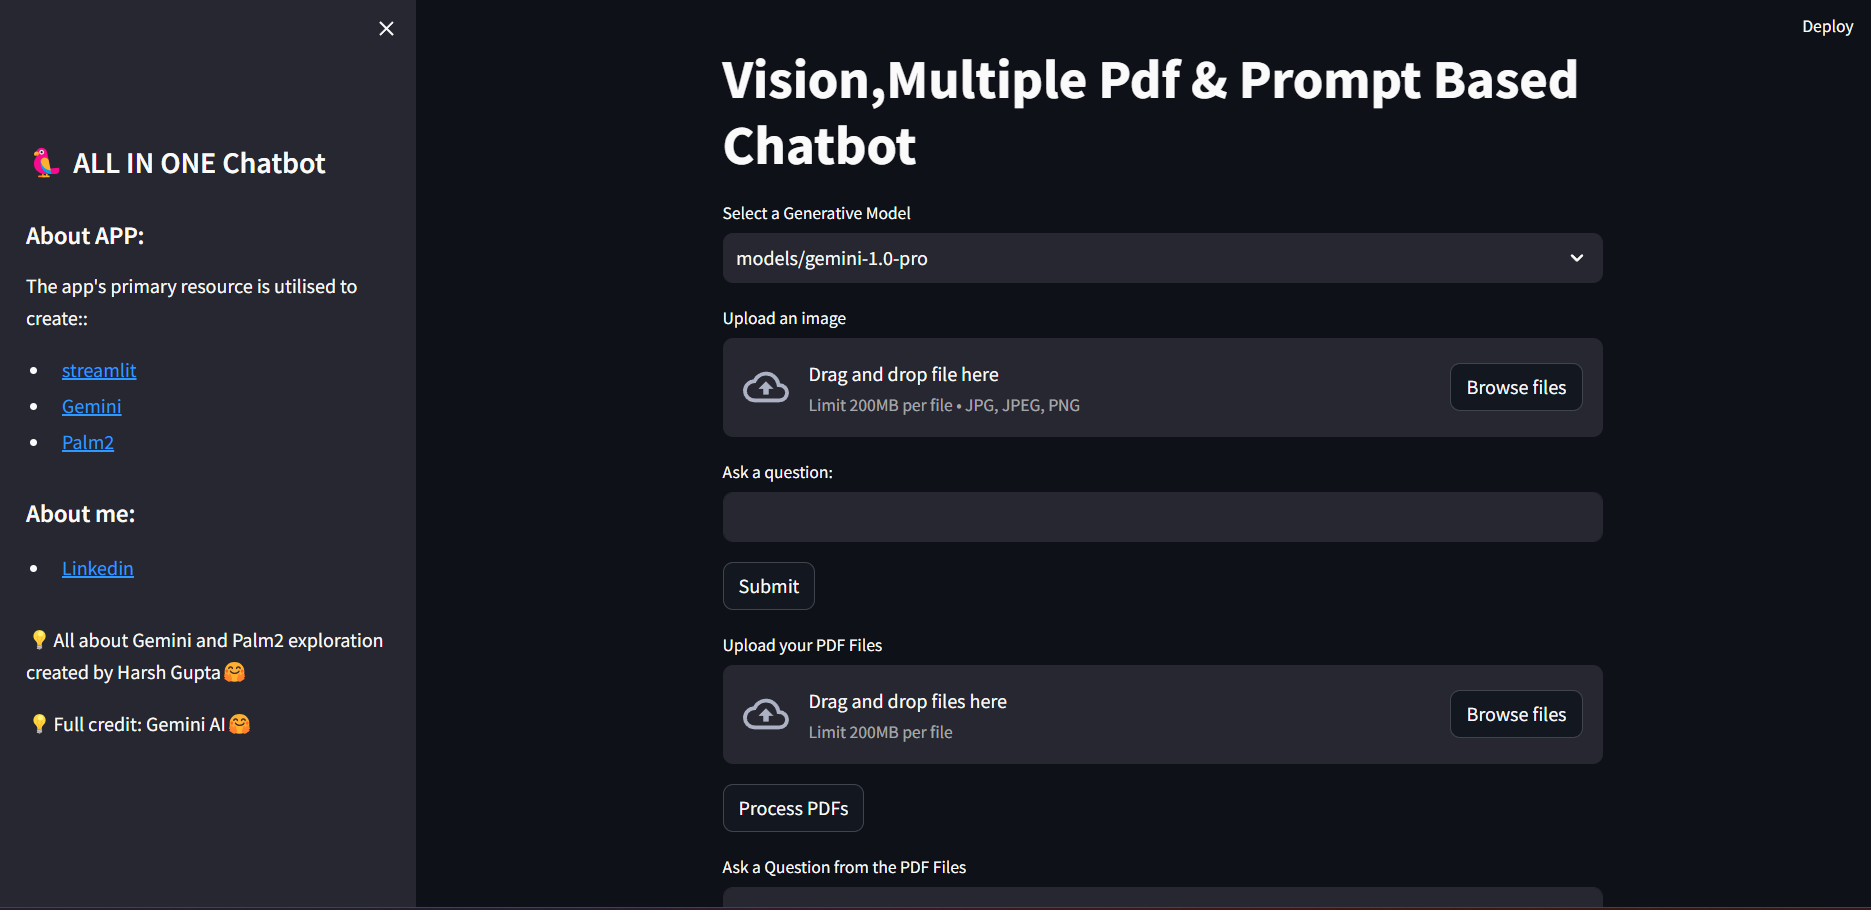 Deploy
🦜 ALL IN ONE Chatbot
About APP:
The app's primary resource is utilised to
create::
• streamlit
• Gemini
• Palm2
About me:
• Linkedin
💡All about Gemini and Palm2 exploration
created by Harsh Gupta🤗
💡Full credit: Gemini AI🤗
Vision,Multiple Pdf & Prompt Based
Chatbot
Select a Generative Model
models/gemini-1.0-pro
Upload an image
Drag and drop file here
Limit 200MB per file • JPG, JPEG, PNG
Browse files
Ask a question:
Submit
Upload your PDF Files
Drag and drop files here
Limit 200MB per file
Browse files
Process PDFs
Ask a Question from the PDF Files